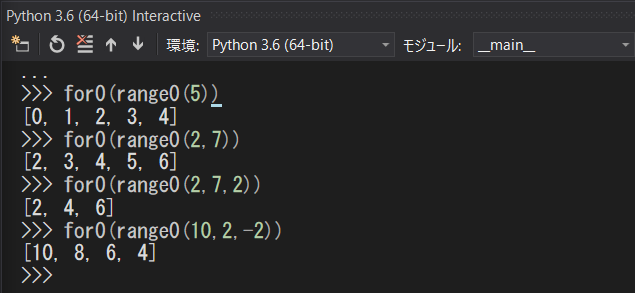 Python 3.6 (64-bit) Interactive
環境: Python 3.6 (64-bit) モジュール: __main__
...
>>> for0(range0(5))
[0, 1, 2, 3, 4]
>>> for0(range0(2,7))
[2, 3, 4, 5, 6]
>>> for0(range0(2,7,2))
[2, 4, 6]
>>> for0(range0(10,2,-2))
[10, 8, 6, 4]
>>>